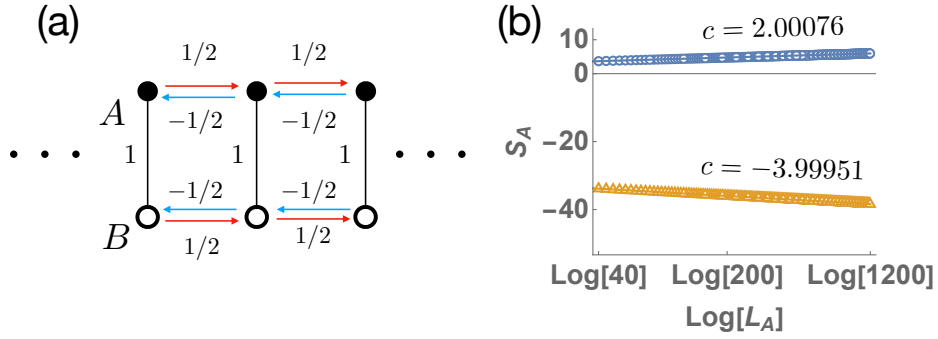 (a)
1/2 1/2
A
−1/2 −1/2
1 1 1
−1/2 −1/2
B
1/2 1/2
(b)
c = 2.00076
10
0
−20
−40
S_A
c = −3.99951
Log[40] Log[200] Log[1200]
Log[L_A]